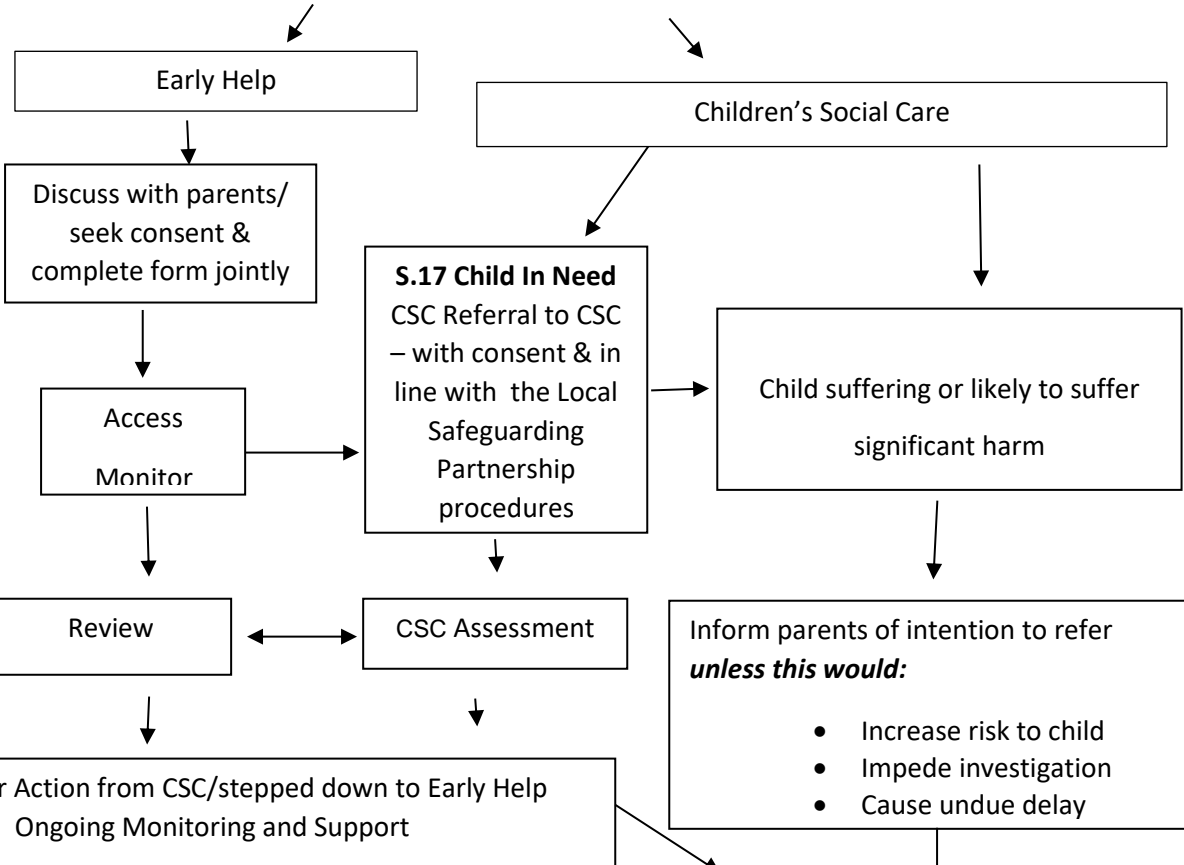 Early Help
Children’s Social Care
Discuss with parents/
seek consent &
complete form jointly
S.17 Child In Need
CSC Referral to CSC
– with consent & in
line with the Local
Safeguarding
Partnership
procedures
Access
Monitor
Child suffering or likely to suffer
significant harm
Review
CSC Assessment
Inform parents of intention to refer
unless this would:
• Increase risk to child
• Impede investigation
• Cause undue delay
Action from CSC/stepped down to Early Help
Ongoing Monitoring and Support